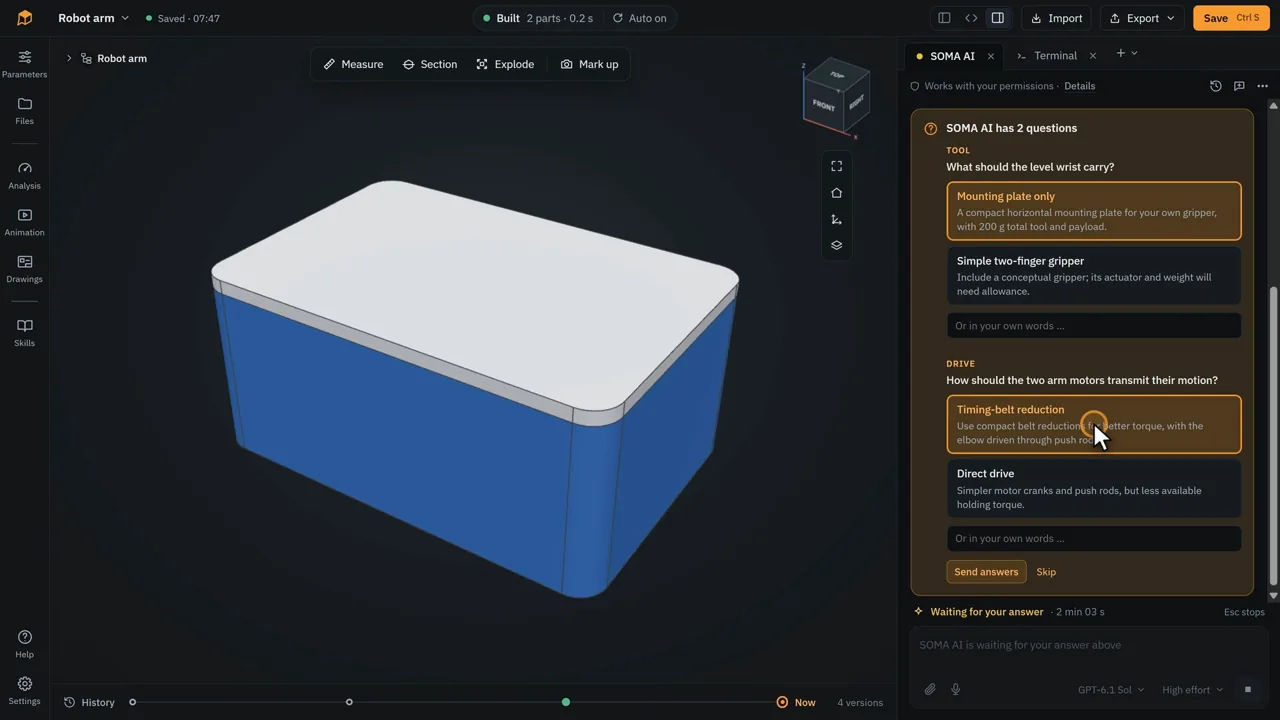 Robot arm
Saved · 07:47
Built 2 parts · 0.2 s
Auto on
Import
Export
Save Ctrl S
Parameters
Files
Analysis
Animation
Drawings
Skills
Help
Settings
Robot arm
Measure
Section
Explode
Mark up
z
TOP
FRONT
RIGHT
x
SOMA AI
Terminal
Works with your permissions · Details
SOMA AI has 2 questions
TOOL
What should the level wrist carry?
Mounting plate only
A compact horizontal mounting plate for your own gripper,
with 200 g total tool and payload.
Simple two-finger gripper
Include a conceptual gripper; its actuator and weight will
need allowance.
Or in your own words ...
DRIVE
How should the two arm motors transmit their motion?
Timing-belt reduction
Use compact belt reductions better torque, with the
elbow driven through push
Direct drive
Simpler motor cranks and push rods, but less available
holding torque.
Or in your own words ...
Send answers
Skip
Waiting for your answer · 2 min 03 s
Esc stops
SOMA AI is waiting for your answer above
GPT-6.1 Sol
High effort
History
Now
4 versions